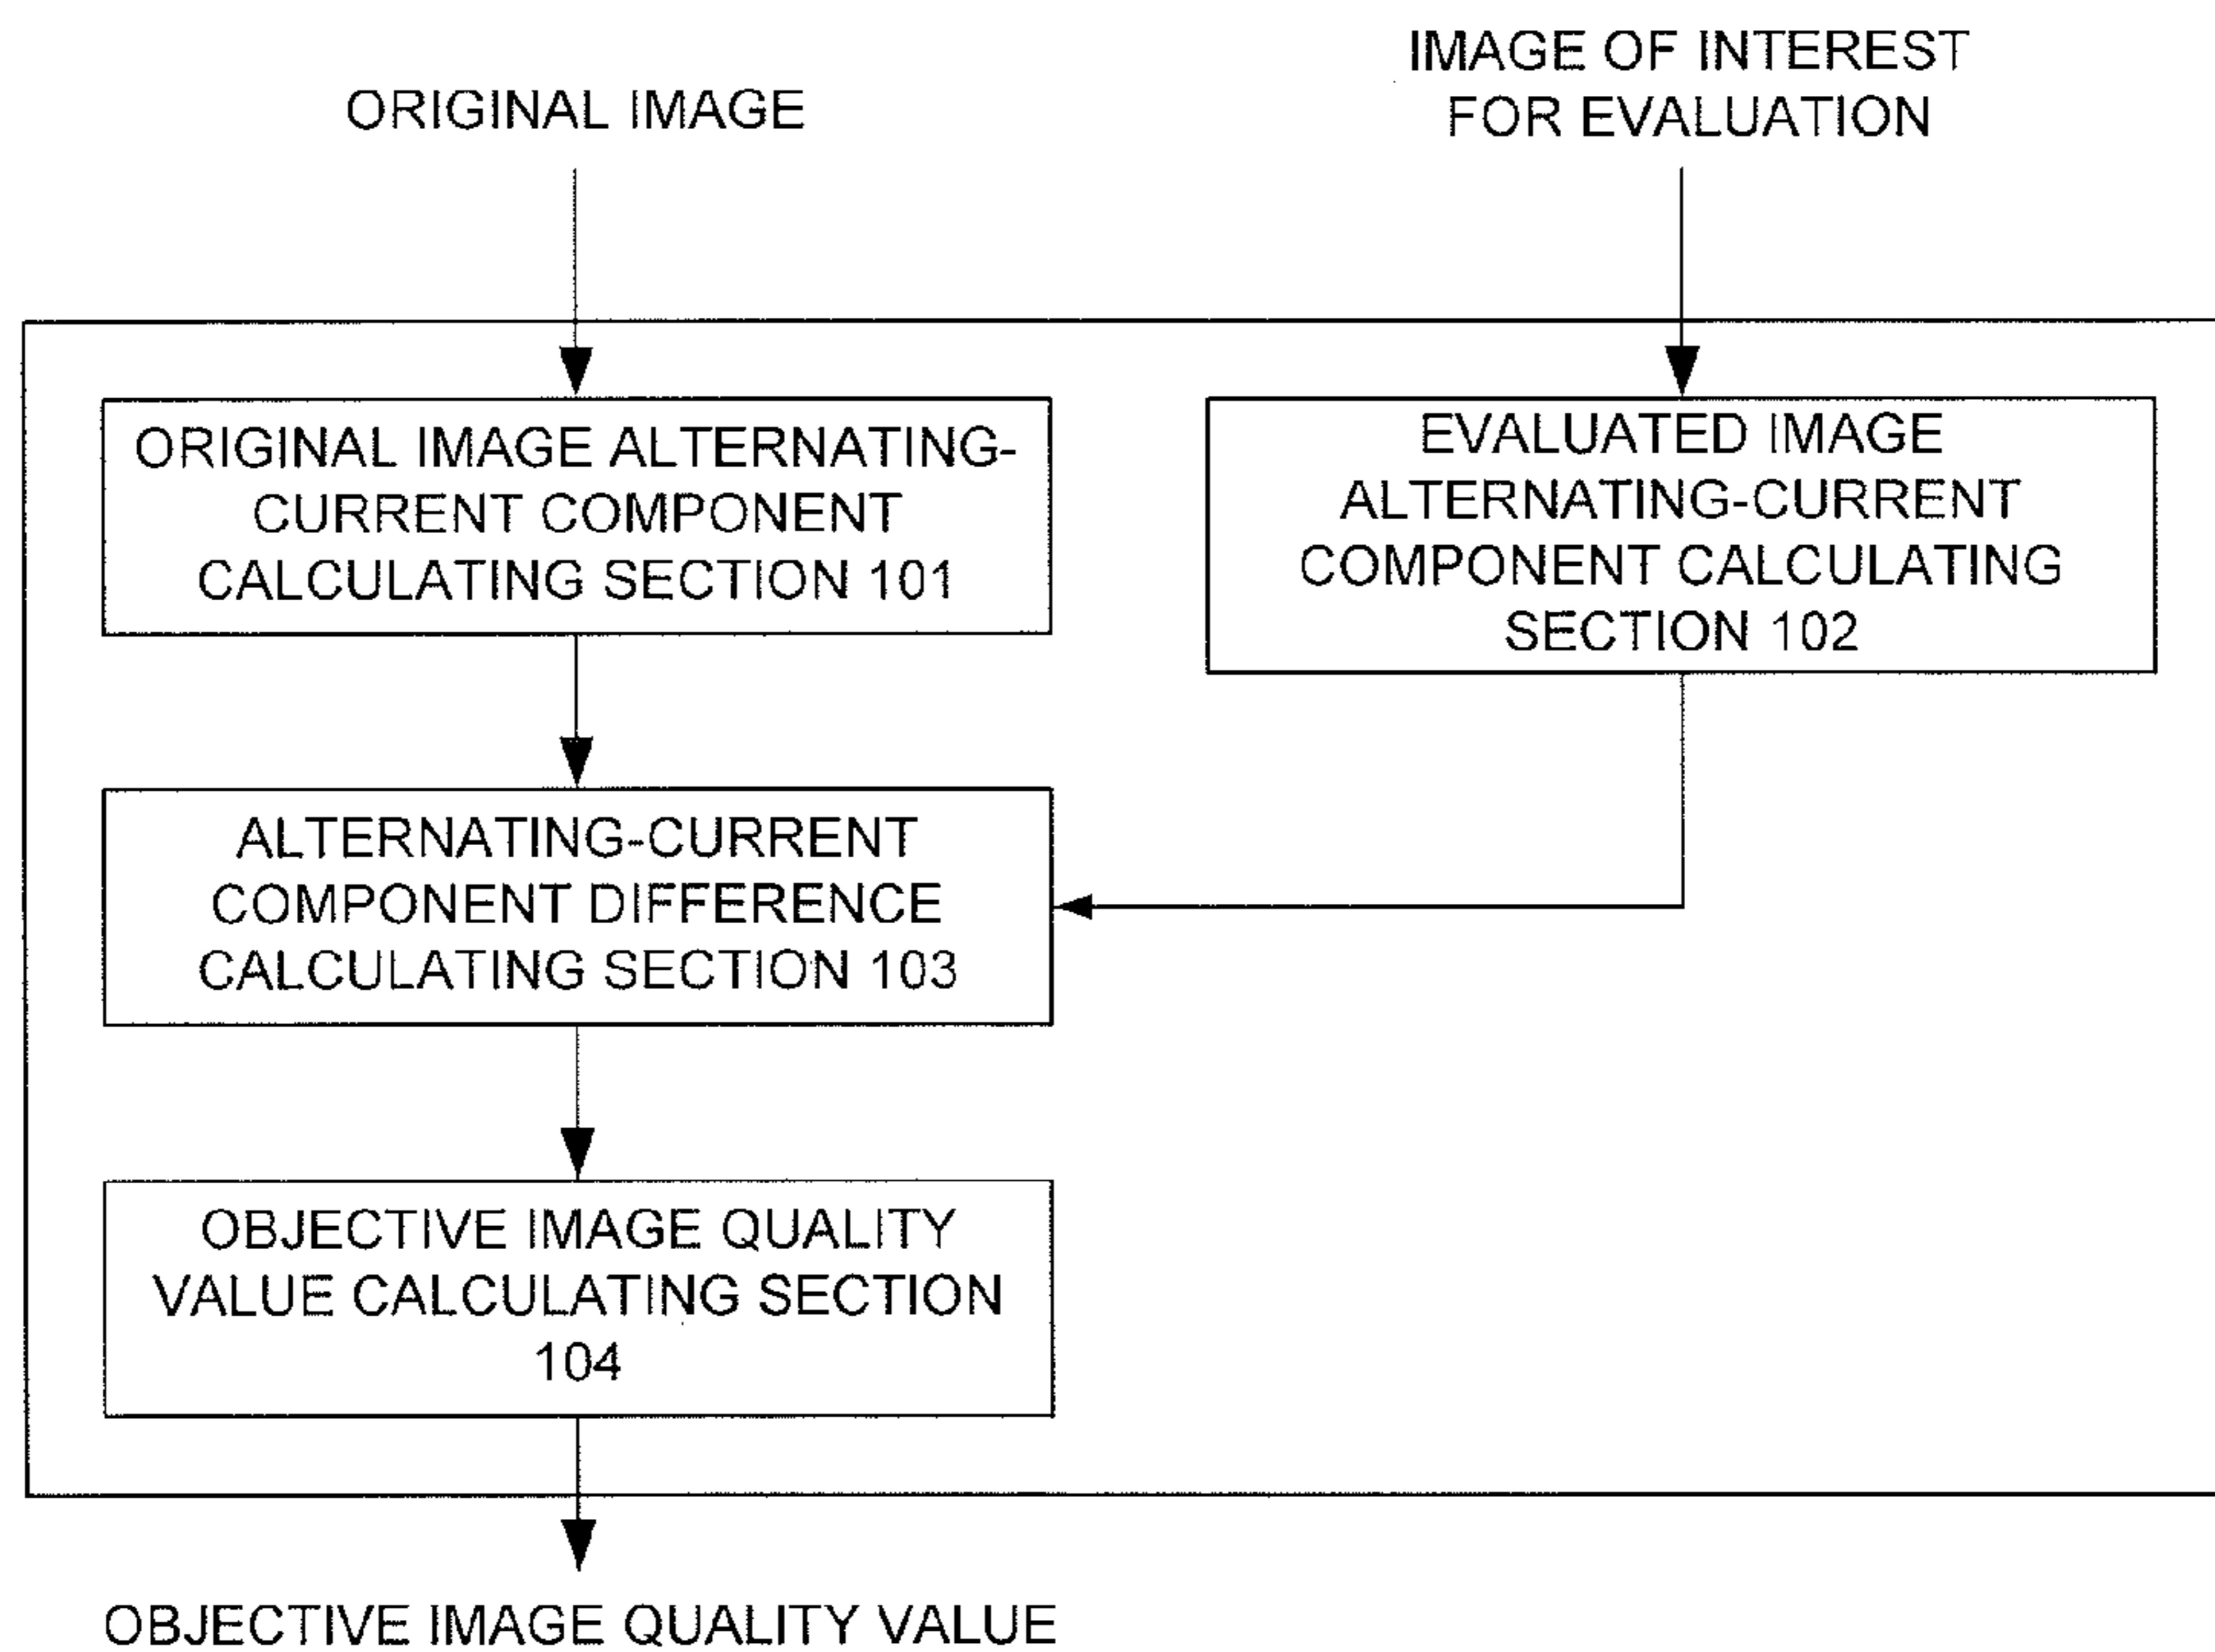 ORIGINAL IMAGE
IMAGE OF INTEREST
FOR EVALUATION
ORIGINAL IMAGE ALTERNATING-
CURRENT COMPONENT
CALCULATING SECTION 101
EVALUATED IMAGE
ALTERNATING-CURRENT
COMPONENT CALCULATING
SECTION 102
ALTERNATING-CURRENT
COMPONENT DIFFERENCE
CALCULATING SECTION 103
OBJECTIVE IMAGE QUALITY
VALUE CALCULATING SECTION
104
OBJECTIVE IMAGE QUALITY VALUE